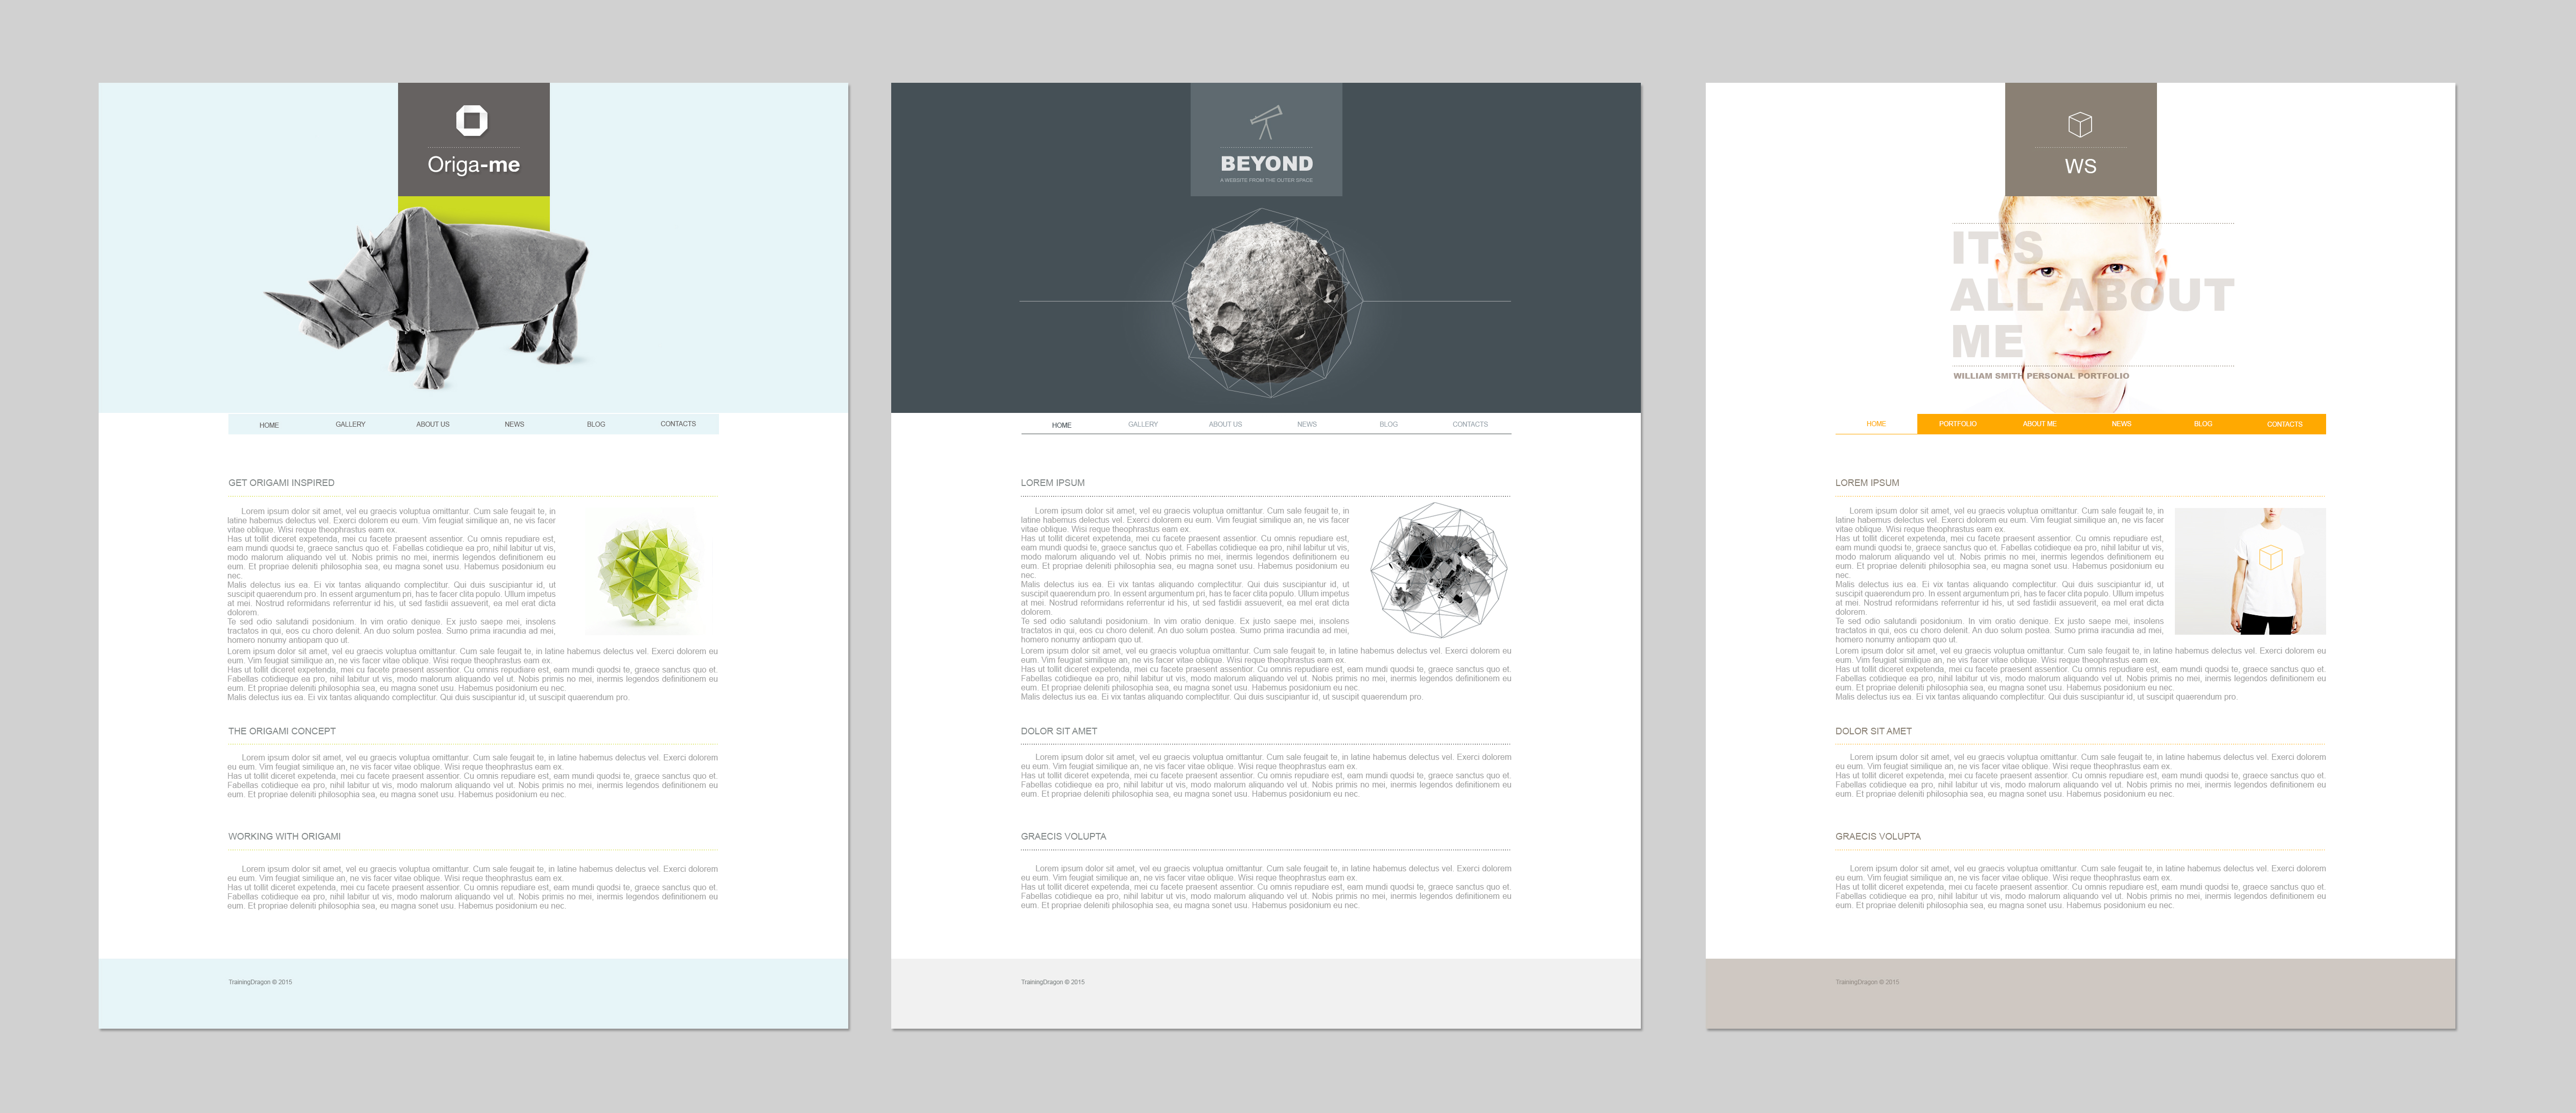 Origa-me
HOME GALLERY ABOUT US NEWS BLOG CONTACTS
GET ORIGAMI INSPIRED
Lorem ipsum dolor sit amet, vel eu graecis voluptua omittantur. Cum sale feugait te, in
latine habemus delectus vel. Exerci dolorem eu eum. Vim feugiat similique an, ne vis facer
vitae oblique. Wisi reque theophrastus eam ex.
Has ut tollit diceret expetenda, mei cu facete praesent assentior. Cu omnis repudiare est,
eam mundi quodsi te, graece sanctus quo et. Fabellas cotidieque ea pro, nihil labitur ut vis,
modo malorum aliquando vel ut. Nobis primis no mei, inermis legendos definitionem eu
eum. Et propriae deleniti philosophia sea, eu magna sonet usu. Habemus posidonium eu
nec.
Malis delectus ius ea. Ei vix tantas aliquando complectitur. Qui duis suscipiantur id, ut
suscipit quaerendum pro. In essent argumentum pri, has te facer clita populo. Ullum impetus
at mei. Nostrud reformidans referrentur id his, ut sed fastidii assueverit, ea mel erat dicta
dolorem.
Te sed odio salutandi posidonium. In vim oratio denique. Ex justo saepe mei, insolens
tractatos in qui, eos cu choro delenit. An duo solum postea. Sumo prima iracundia ad mei,
homero nonumy antiopam quo ut.
Lorem ipsum dolor sit amet, vel eu graecis voluptua omittantur. Cum sale feugait te, in latine habemus delectus vel. Exerci dolorem eu
eum. Vim feugiat similique an, ne vis facer vitae oblique. Wisi reque theophrastus eam ex.
Has ut tollit diceret expetenda, mei cu facete praesent assentior. Cu omnis repudiare est, eam mundi quodsi te, graece sanctus quo et.
Fabellas cotidieque ea pro, nihil labitur ut vis, modo malorum aliquando vel ut. Nobis primis no mei, inermis legendos definitionem eu
eum. Et propriae deleniti philosophia sea, eu magna sonet usu. Habemus posidonium eu nec.
Malis delectus ius ea. Ei vix tantas aliquando complectitur. Qui duis suscipiantur id, ut suscipit quaerendum pro.
THE ORIGAMI CONCEPT
Lorem ipsum dolor sit amet, vel eu graecis voluptua omittantur. Cum sale feugait te, in latine habemus delectus vel. Exerci dolorem
eu eum. Vim feugiat similique an, ne vis facer vitae oblique. Wisi reque theophrastus eam ex.
Has ut tollit diceret expetenda, mei cu facete praesent assentior. Cu omnis repudiare est, eam mundi quodsi te, graece sanctus quo et.
Fabellas cotidieque ea pro, nihil labitur ut vis, modo malorum aliquando vel ut. Nobis primis no mei, inermis legendos definitionem eu
eum. Et propriae deleniti philosophia sea, eu magna sonet usu. Habemus posidonium eu nec.
WORKING WITH ORIGAMI
Lorem ipsum dolor sit amet, vel eu graecis voluptua omittantur. Cum sale feugait te, in latine habemus delectus vel. Exerci dolorem
eu eum. Vim feugiat similique an, ne vis facer vitae oblique. Wisi reque theophrastus eam ex.
Has ut tollit diceret expetenda, mei cu facete praesent assentior. Cu omnis repudiare est, eam mundi quodsi te, graece sanctus quo et.
Fabellas cotidieque ea pro, nihil labitur ut vis, modo malorum aliquando vel ut. Nobis primis no mei, inermis legendos definitionem eu
eum. Et propriae deleniti philosophia sea, eu magna sonet usu. Habemus posidonium eu nec.
TrainingDragon © 2015
BEYOND
A WEBSITE FROM THE OUTER SPACE
HOME GALLERY ABOUT US NEWS BLOG CONTACTS
LOREM IPSUM
Lorem ipsum dolor sit amet, vel eu graecis voluptua omittantur. Cum sale feugait te, in
latine habemus delectus vel. Exerci dolorem eu eum. Vim feugiat similique an, ne vis facer
vitae oblique. Wisi reque theophrastus eam ex.
Has ut tollit diceret expetenda, mei cu facete praesent assentior. Cu omnis repudiare est,
eam mundi quodsi te, graece sanctus quo et. Fabellas cotidieque ea pro, nihil labitur ut vis,
modo malorum aliquando vel ut. Nobis primis no mei, inermis legendos definitionem eu
eum. Et propriae deleniti philosophia sea, eu magna sonet usu. Habemus posidonium eu
nec.
Malis delectus ius ea. Ei vix tantas aliquando complectitur. Qui duis suscipiantur id, ut
suscipit quaerendum pro. In essent argumentum pri, has te facer clita populo. Ullum impetus
at mei. Nostrud reformidans referrentur id his, ut sed fastidii assueverit, ea mel erat dicta
dolorem.
Te sed odio salutandi posidonium. In vim oratio denique. Ex justo saepe mei, insolens
tractatos in qui, eos cu choro delenit. An duo solum postea. Sumo prima iracundia ad mei,
homero nonumy antiopam quo ut.
Lorem ipsum dolor sit amet, vel eu graecis voluptua omittantur. Cum sale feugait te, in latine habemus delectus vel. Exerci dolorem eu
eum. Vim feugiat similique an, ne vis facer vitae oblique. Wisi reque theophrastus eam ex.
Has ut tollit diceret expetenda, mei cu facete praesent assentior. Cu omnis repudiare est, eam mundi quodsi te, graece sanctus quo et.
Fabellas cotidieque ea pro, nihil labitur ut vis, modo malorum aliquando vel ut. Nobis primis no mei, inermis legendos definitionem eu
eum. Et propriae deleniti philosophia sea, eu magna sonet usu. Habemus posidonium eu nec.
Malis delectus ius ea. Ei vix tantas aliquando complectitur. Qui duis suscipiantur id, ut suscipit quaerendum pro.
DOLOR SIT AMET
Lorem ipsum dolor sit amet, vel eu graecis voluptua omittantur. Cum sale feugait te, in latine habemus delectus vel. Exerci dolorem
eu eum. Vim feugiat similique an, ne vis facer vitae oblique. Wisi reque theophrastus eam ex.
Has ut tollit diceret expetenda, mei cu facete praesent assentior. Cu omnis repudiare est, eam mundi quodsi te, graece sanctus quo et.
Fabellas cotidieque ea pro, nihil labitur ut vis, modo malorum aliquando vel ut. Nobis primis no mei, inermis legendos definitionem eu
eum. Et propriae deleniti philosophia sea, eu magna sonet usu. Habemus posidonium eu nec.
GRAECIS VOLUPTA
Lorem ipsum dolor sit amet, vel eu graecis voluptua omittantur. Cum sale feugait te, in latine habemus delectus vel. Exerci dolorem
eu eum. Vim feugiat similique an, ne vis facer vitae oblique. Wisi reque theophrastus eam ex.
Has ut tollit diceret expetenda, mei cu facete praesent assentior. Cu omnis repudiare est, eam mundi quodsi te, graece sanctus quo et.
Fabellas cotidieque ea pro, nihil labitur ut vis, modo malorum aliquando vel ut. Nobis primis no mei, inermis legendos definitionem eu
eum. Et propriae deleniti philosophia sea, eu magna sonet usu. Habemus posidonium eu nec.
TrainingDragon © 2015
WS
IT'S
ALL ABOUT
ME
WILLIAM SMITH PERSONAL PORTFOLIO
HOME PORTFOLIO ABOUT ME NEWS BLOG CONTACTS
LOREM IPSUM
Lorem ipsum dolor sit amet, vel eu graecis voluptua omittantur. Cum sale feugait te, in
latine habemus delectus vel. Exerci dolorem eu eum. Vim feugiat similique an, ne vis facer
vitae oblique. Wisi reque theophrastus eam ex.
Has ut tollit diceret expetenda, mei cu facete praesent assentior. Cu omnis repudiare est,
eam mundi quodsi te, graece sanctus quo et. Fabellas cotidieque ea pro, nihil labitur ut vis,
modo malorum aliquando vel ut. Nobis primis no mei, inermis legendos definitionem eu
eum. Et propriae deleniti philosophia sea, eu magna sonet usu. Habemus posidonium eu
nec.
Malis delectus ius ea. Ei vix tantas aliquando complectitur. Qui duis suscipiantur id, ut
suscipit quaerendum pro. In essent argumentum pri, has te facer clita populo. Ullum impetus
at mei. Nostrud reformidans referrentur id his, ut sed fastidii assueverit, ea mel erat dicta
dolorem.
Te sed odio salutandi posidonium. In vim oratio denique. Ex justo saepe mei, insolens
tractatos in qui, eos cu choro delenit. An duo solum postea. Sumo prima iracundia ad mei,
homero nonumy antiopam quo ut.
Lorem ipsum dolor sit amet, vel eu graecis voluptua omittantur. Cum sale feugait te, in latine habemus delectus vel. Exerci dolorem eu
eum. Vim feugiat similique an, ne vis facer vitae oblique. Wisi reque theophrastus eam ex.
Has ut tollit diceret expetenda, mei cu facete praesent assentior. Cu omnis repudiare est, eam mundi quodsi te, graece sanctus quo et.
Fabellas cotidieque ea pro, nihil labitur ut vis, modo malorum aliquando vel ut. Nobis primis no mei, inermis legendos definitionem eu
eum. Et propriae deleniti philosophia sea, eu magna sonet usu. Habemus posidonium eu nec.
Malis delectus ius ea. Ei vix tantas aliquando complectitur. Qui duis suscipiantur id, ut suscipit quaerendum pro.
DOLOR SIT AMET
Lorem ipsum dolor sit amet, vel eu graecis voluptua omittantur. Cum sale feugait te, in latine habemus delectus vel. Exerci dolorem
eu eum. Vim feugiat similique an, ne vis facer vitae oblique. Wisi reque theophrastus eam ex.
Has ut tollit diceret expetenda, mei cu facete praesent assentior. Cu omnis repudiare est, eam mundi quodsi te, graece sanctus quo et.
Fabellas cotidieque ea pro, nihil labitur ut vis, modo malorum aliquando vel ut. Nobis primis no mei, inermis legendos definitionem eu
eum. Et propriae deleniti philosophia sea, eu magna sonet usu. Habemus posidonium eu nec.
GRAECIS VOLUPTA
Lorem ipsum dolor sit amet, vel eu graecis voluptua omittantur. Cum sale feugait te, in latine habemus delectus vel. Exerci dolorem
eu eum. Vim feugiat similique an, ne vis facer vitae oblique. Wisi reque theophrastus eam ex.
Has ut tollit diceret expetenda, mei cu facete praesent assentior. Cu omnis repudiare est, eam mundi quodsi te, graece sanctus quo et.
Fabellas cotidieque ea pro, nihil labitur ut vis, modo malorum aliquando vel ut. Nobis primis no mei, inermis legendos definitionem eu
eum. Et propriae deleniti philosophia sea, eu magna sonet usu. Habemus posidonium eu nec.
TrainingDragon © 2015